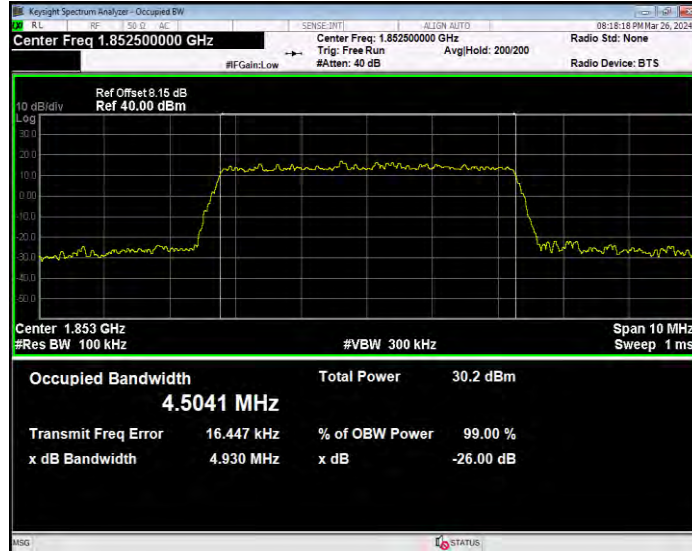 Keysight Spectrum Analyzer - Occupied BW
RL RF 50 Ω AC SENSE:INT ALIGN AUTO 08:18:18 PM Mar 26, 2024
Center Freq 1.852500000 GHz
Center Freq: 1.852500000 GHz
Radio Std: None
Trig: Free Run Avg|Hold: 200/200
#IFGain:Low #Atten: 40 dB Radio Device: BTS
Ref Offset 8.15 dB
10 dB/div Ref 40.00 dBm
Log
30.0
20.0
10.0
0.00
-10.0
-20.0
-30.0
-40.0
-50.0
Center 1.853 GHz Span 10 MHz
#Res BW 100 kHz #VBW 300 kHz Sweep 1 ms
Occupied Bandwidth Total Power 30.2 dBm
4.5041 MHz
Transmit Freq Error 16.447 kHz % of OBW Power 99.00 %
x dB Bandwidth 4.930 MHz x dB -26.00 dB
MSG STATUS